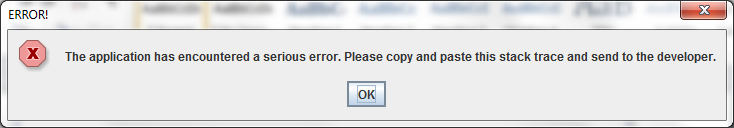 ERROR!
The application has encountered a serious error. Please copy and paste this stack trace and send to the developer.
OK